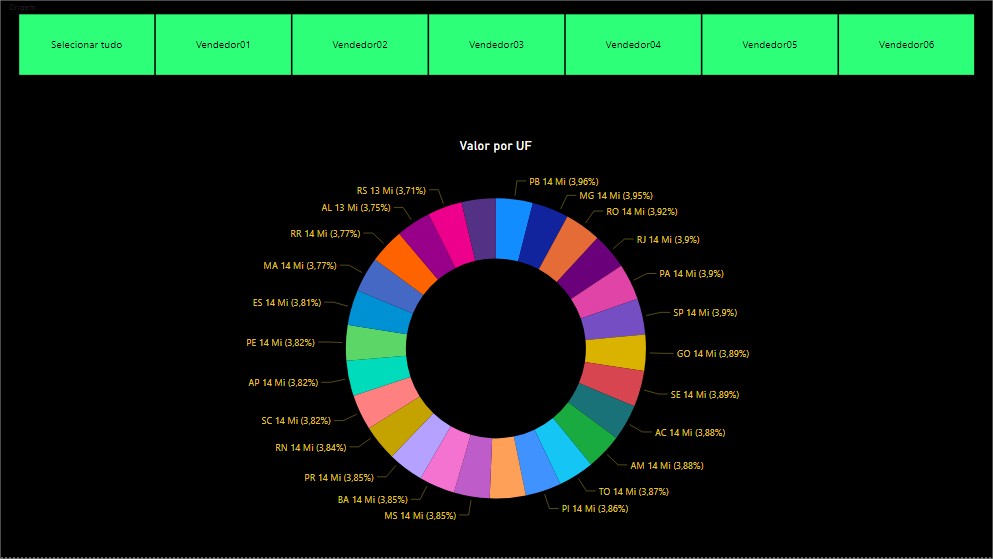 Selecionar tudo
Vendedor01
Vendedor02
Vendedor03
Vendedor04
Vendedor05
Vendedor06
Valor por UF
PB 14 Mi (3,96%)
MG 14 Mi (3,95%)
RO 14 Mi (3,92%)
RJ 14 Mi (3,9%)
PA 14 Mi (3,9%)
SP 14 Mi (3,9%)
GO 14 Mi (3,89%)
SE 14 Mi (3,89%)
AC 14 Mi (3,88%)
AM 14 Mi (3,88%)
TO 14 Mi (3,87%)
PI 14 Mi (3,86%)
MS 14 Mi (3,85%)
BA 14 Mi (3,85%)
PR 14 Mi (3,85%)
RN 14 Mi (3,84%)
SC 14 Mi (3,82%)
AP 14 Mi (3,82%)
PE 14 Mi (3,82%)
ES 14 Mi (3,81%)
MA 14 Mi (3,77%)
RR 14 Mi (3,77%)
AL 13 Mi (3,75%)
RS 13 Mi (3,71%)